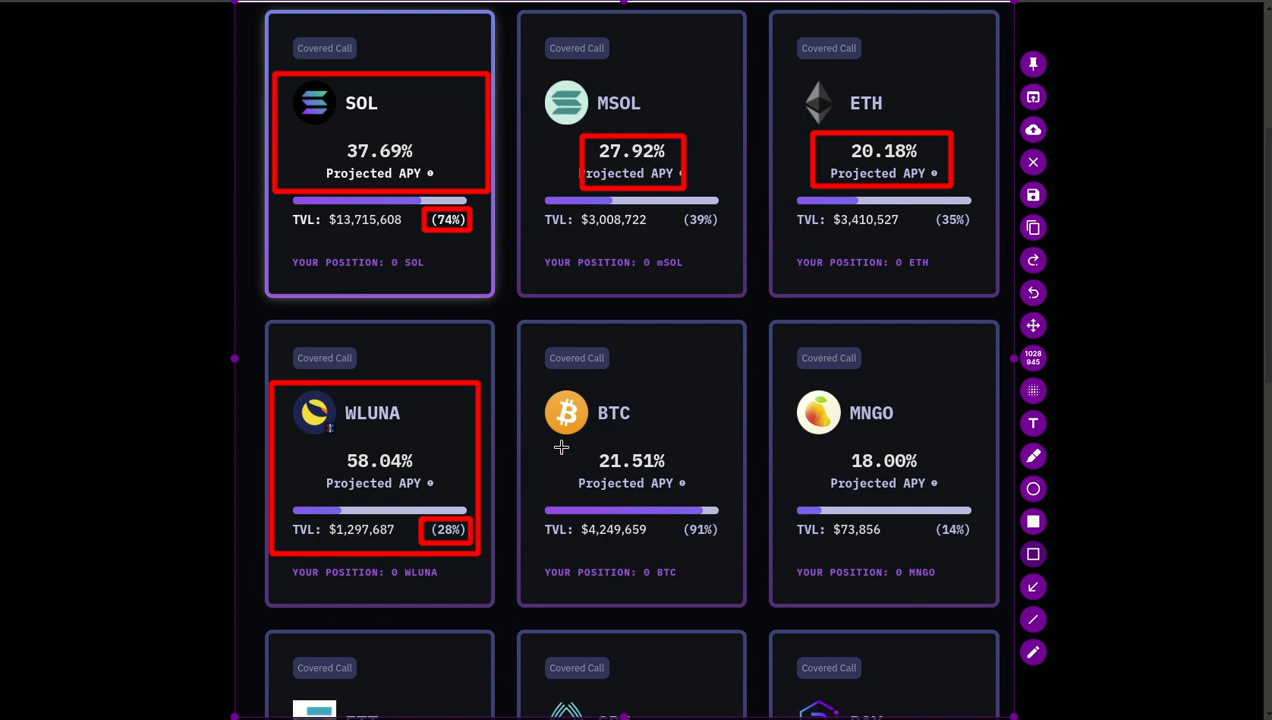 Covered Call
SOL
37.69%
Projected APY
TVL: $13,715,608 (74%)
YOUR POSITION: 0 SOL
Covered Call
MSOL
27.92%
Projected APY
TVL: $3,008,722 (39%)
YOUR POSITION: 0 mSOL
Covered Call
ETH
20.18%
Projected APY
TVL: $3,410,527 (35%)
YOUR POSITION: 0 ETH
Covered Call
WLUNA
58.04%
Projected APY
TVL: $1,297,687 (28%)
YOUR POSITION: 0 WLUNA
Covered Call
BTC
21.51%
Projected APY
TVL: $4,249,659 (91%)
YOUR POSITION: 0 BTC
Covered Call
MNGO
18.00%
Projected APY
TVL: $73,856 (14%)
YOUR POSITION: 0 MNGO
Covered Call
Covered Call
Covered Call
1028
945
T